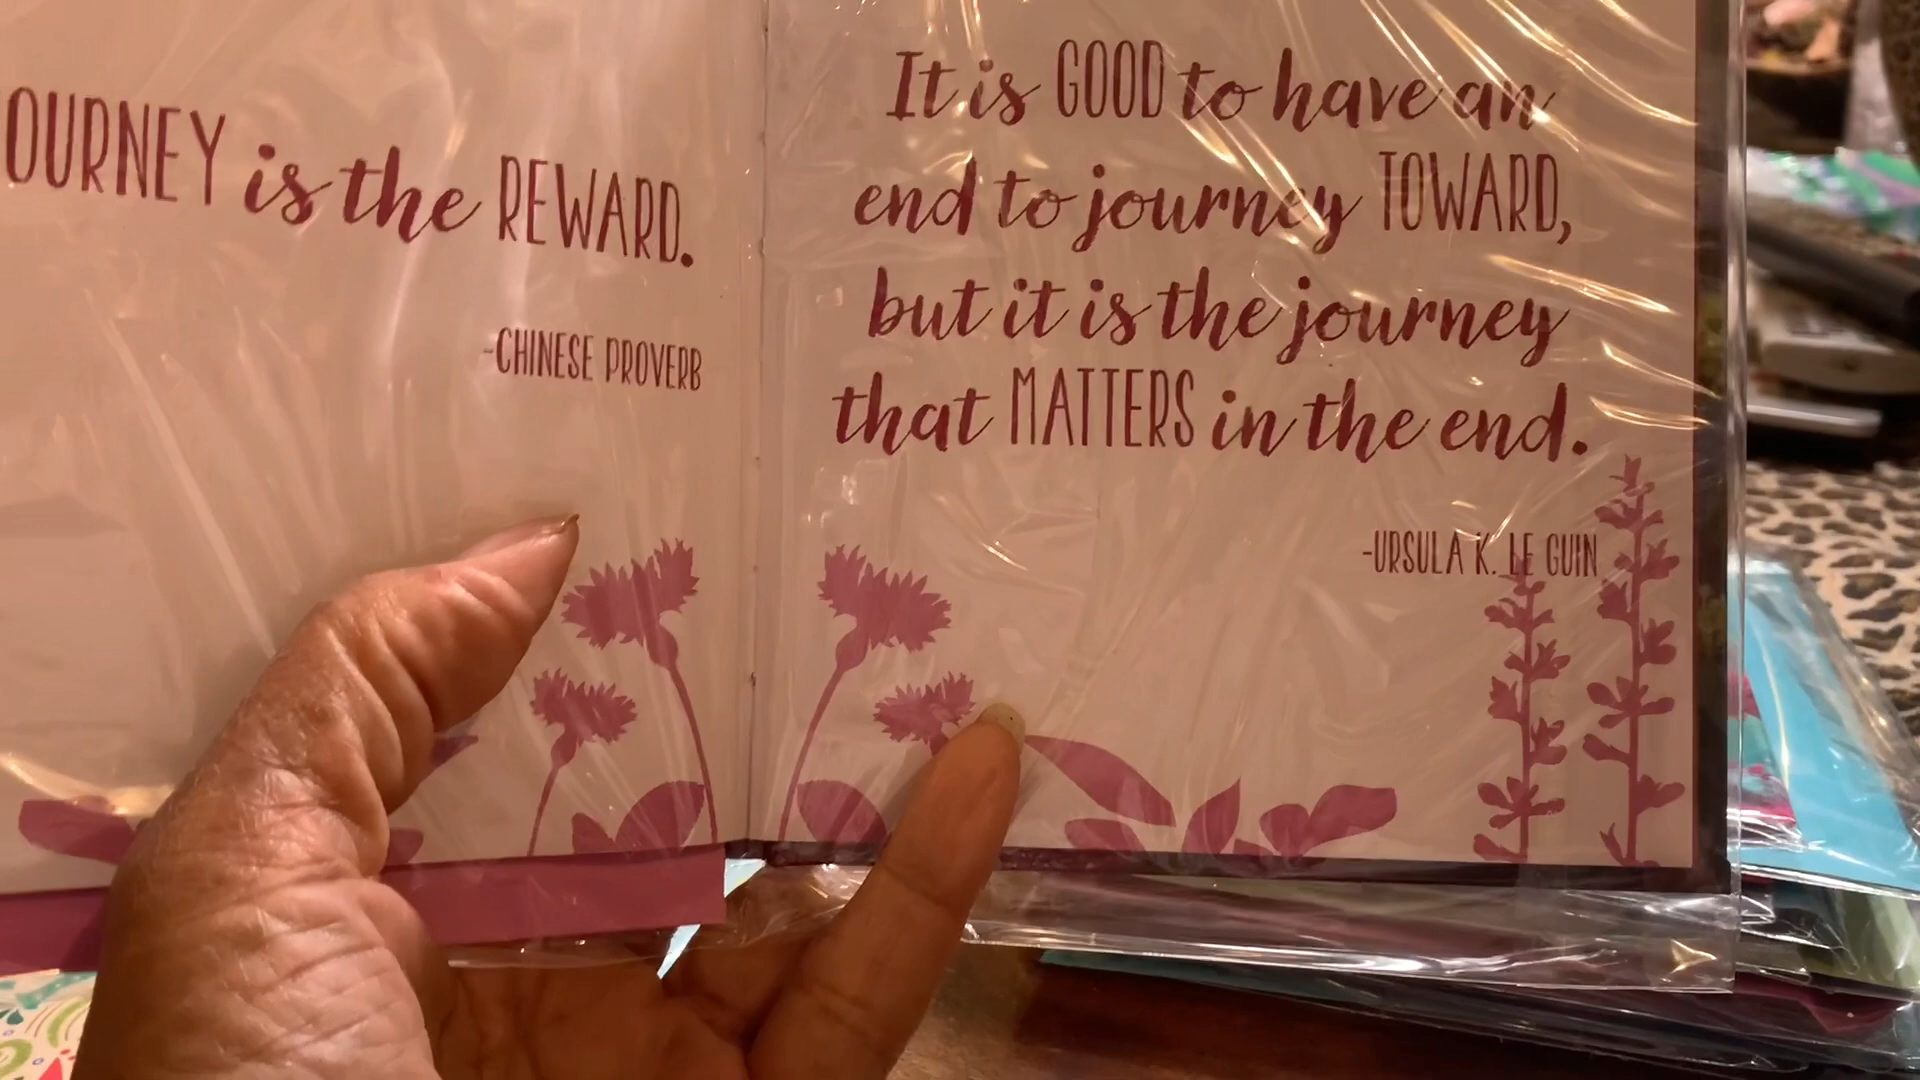 OURNEY is the REWARD.
-CHINESE PROVERB
It is GOOD to have an
end to journey TOWARD,
but it is the journey
that MATTERS in the end.
-URSULA K. LE GUIN